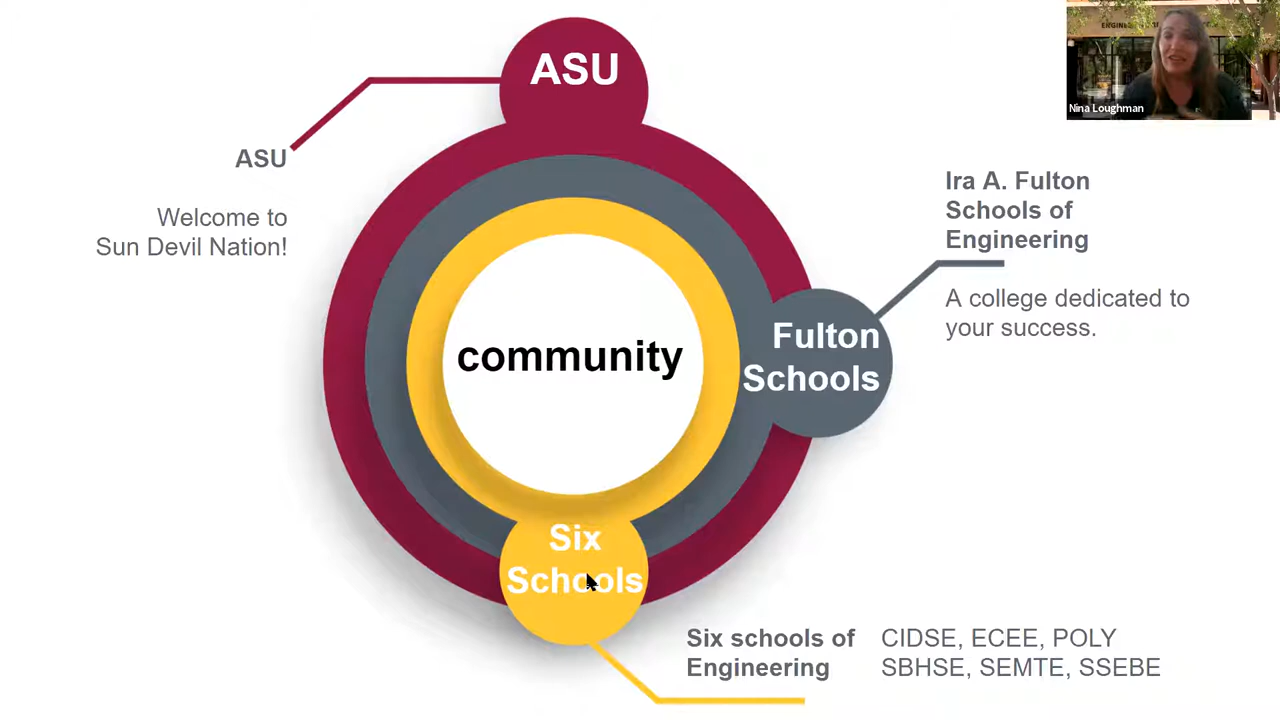 ASU
ASU
Welcome to
Sun Devil Nation!
Nina Loughman
Ira A. Fulton
Schools of
Engineering
A college dedicated to
your success.
Fulton
Schools
community
Six
Schools
Six schools of
Engineering
CIDSE, ECEE, POLY
SBHSE, SEMTE, SSEBE